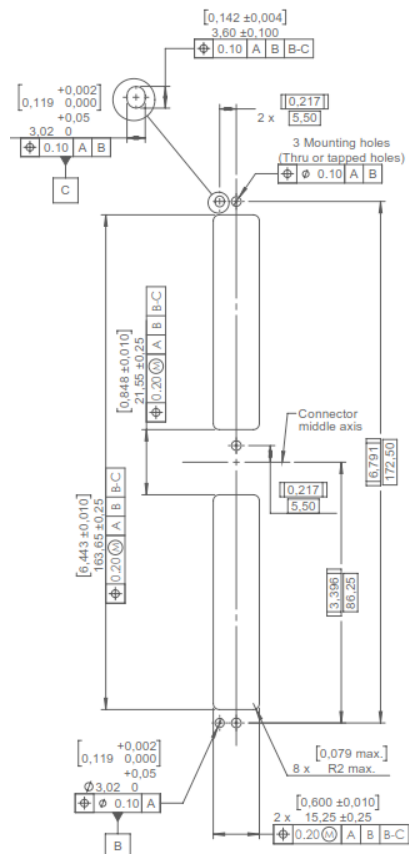 [0,142 ±0,004]
3,60 ±0,100
⌖ 0.10 A B B-C
+0,002
[0,119 0,000]
+0,05
3,02 0
⌖ 0.10 A B
C
[0,217]
2 x 5,50
3 Mounting holes
(Thru or tapped holes)
⌖ ϕ 0.10 A B
[0,848 ±0,010]
21,55 ±0,25
⌖ 0.20 Ⓜ A B B-C
Connector
middle axis
[6,791]
172,50
[0,217]
5,50
[6,443 ±0,010]
163,65 ±0,25
⌖ 0.20 Ⓜ A B B-C
[3,396]
86,25
+0,002
[0,119 0,000]
+0,05
ϕ3,02 0
⌖ ϕ 0.10 A
B
[0,079 max.]
8 x R2 max.
[0,600 ±0,010]
2 x 15,25 ±0,25
⌖ 0.20 Ⓜ A B B-C